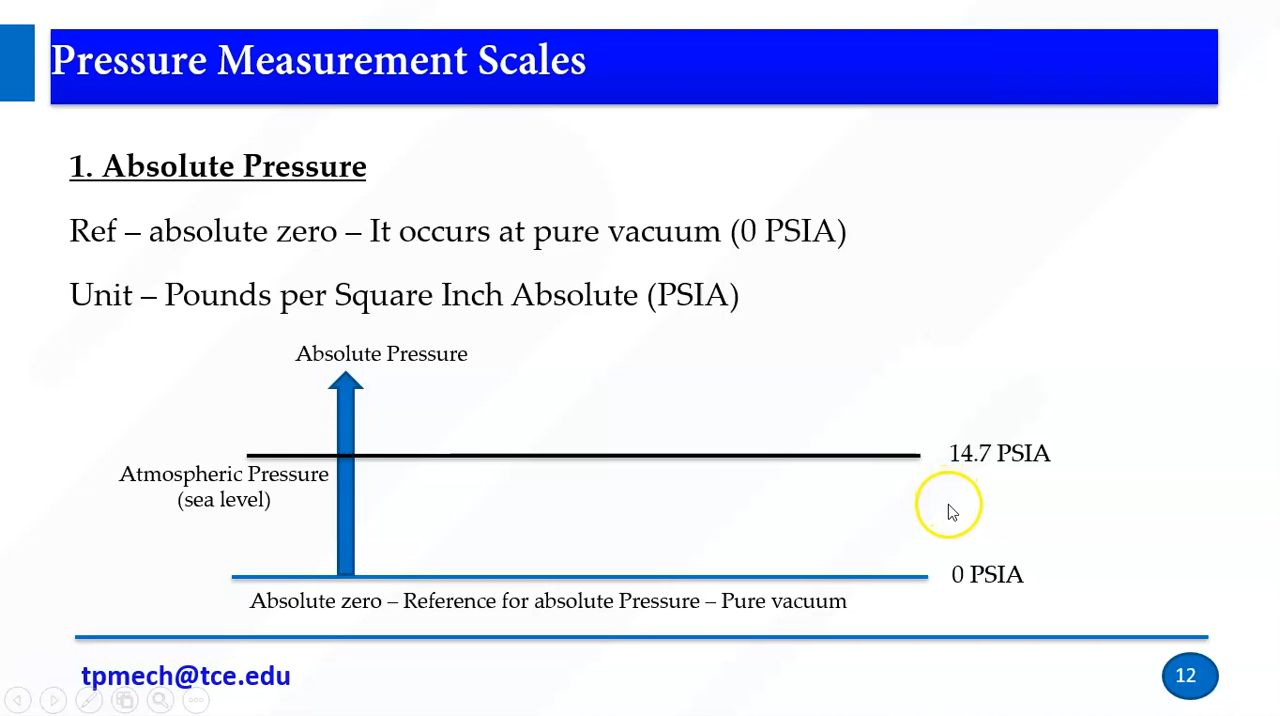 Pressure Measurement Scales
1. Absolute Pressure
Ref – absolute zero – It occurs at pure vacuum (0 PSIA)
Unit – Pounds per Square Inch Absolute (PSIA)
Absolute Pressure
14.7 PSIA
Atmospheric Pressure
(sea level)
0 PSIA
Absolute zero – Reference for absolute Pressure – Pure vacuum
tpmech@tce.edu
12